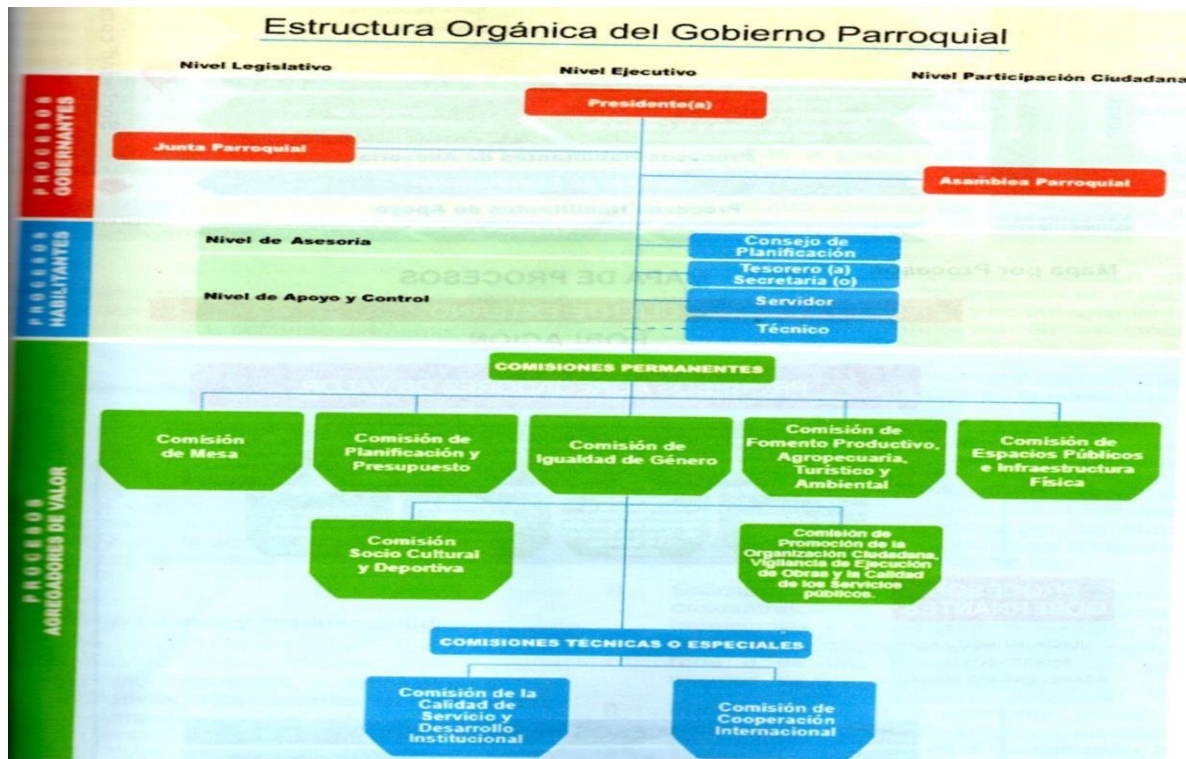 Estructura Orgánica del Gobierno Parroquial
Nivel Legislativo
Nivel Ejecutivo
Nivel Participación Ciudadana
PROCESOS
GOBERNANTES
Presidente(a)
Junta Parroquial
Asamblea Parroquial
PROCESOS
HABILITANTES
Nivel de Asesoría
Consejo de
Planificación
Tesorero (a)
Secretaria (o)
Nivel de Apoyo y Control
Servidor
Técnico
PROCESOS
AGREGADORES DE VALOR
COMISIONES PERMANENTES
Comisión
de Mesa
Comisión de
Planificación y
Presupuesto
Comisión de
Igualdad de Género
Comisión de
Fomento Productivo,
Agropecuaria,
Turístico y
Ambiental
Comisión de
Espacios Públicos
e Infraestructura
Física
Comisión
Socio Cultural
y Deportiva
Comisión de
Promoción de la
Organización Ciudadana,
Vigilancia de Ejecución
de Obras y la Calidad
de los Servicios
públicos.
COMISIONES TÉCNICAS O ESPECIALES
Comisión de la
Calidad de
Servicio y
Desarrollo
Institucional
Comisión de
Cooperación
Internacional